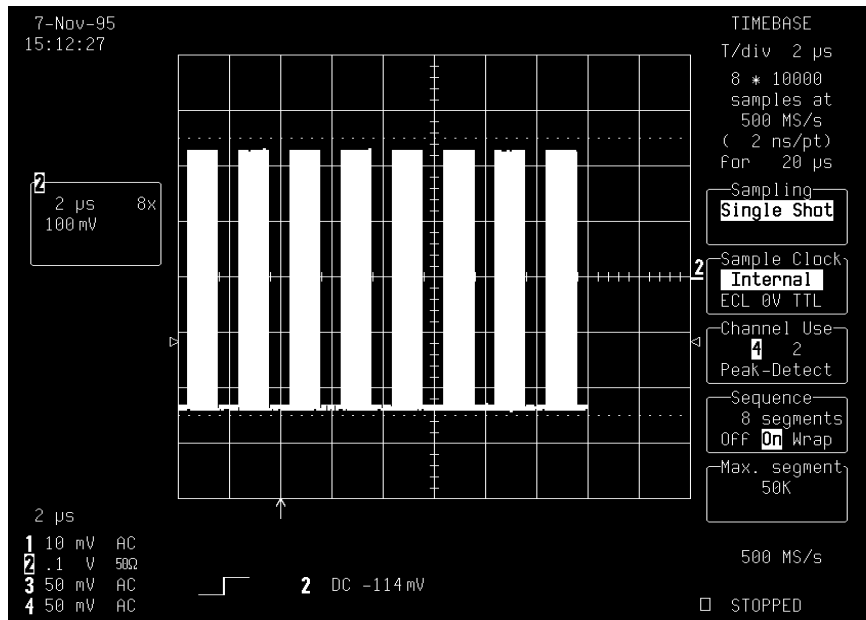 7-Nov-95
15:12:27
2
2 µs 8x
100 mV
2
TIMEBASE
T/div 2 µs
8 * 10000
samples at
500 MS/s
( 2 ns/pt)
for 20 µs
Sampling
Single Shot
Sample Clock
Internal
ECL 0V TTL
Channel Use
4 2
Peak-Detect
Sequence
8 segments
Off On Wrap
Max. segment
50K
2 µs
1 10 mV AC
2 .1 V 50Ω
3 50 mV AC
4 50 mV AC
2 DC -114 mV
500 MS/s
STOPPED